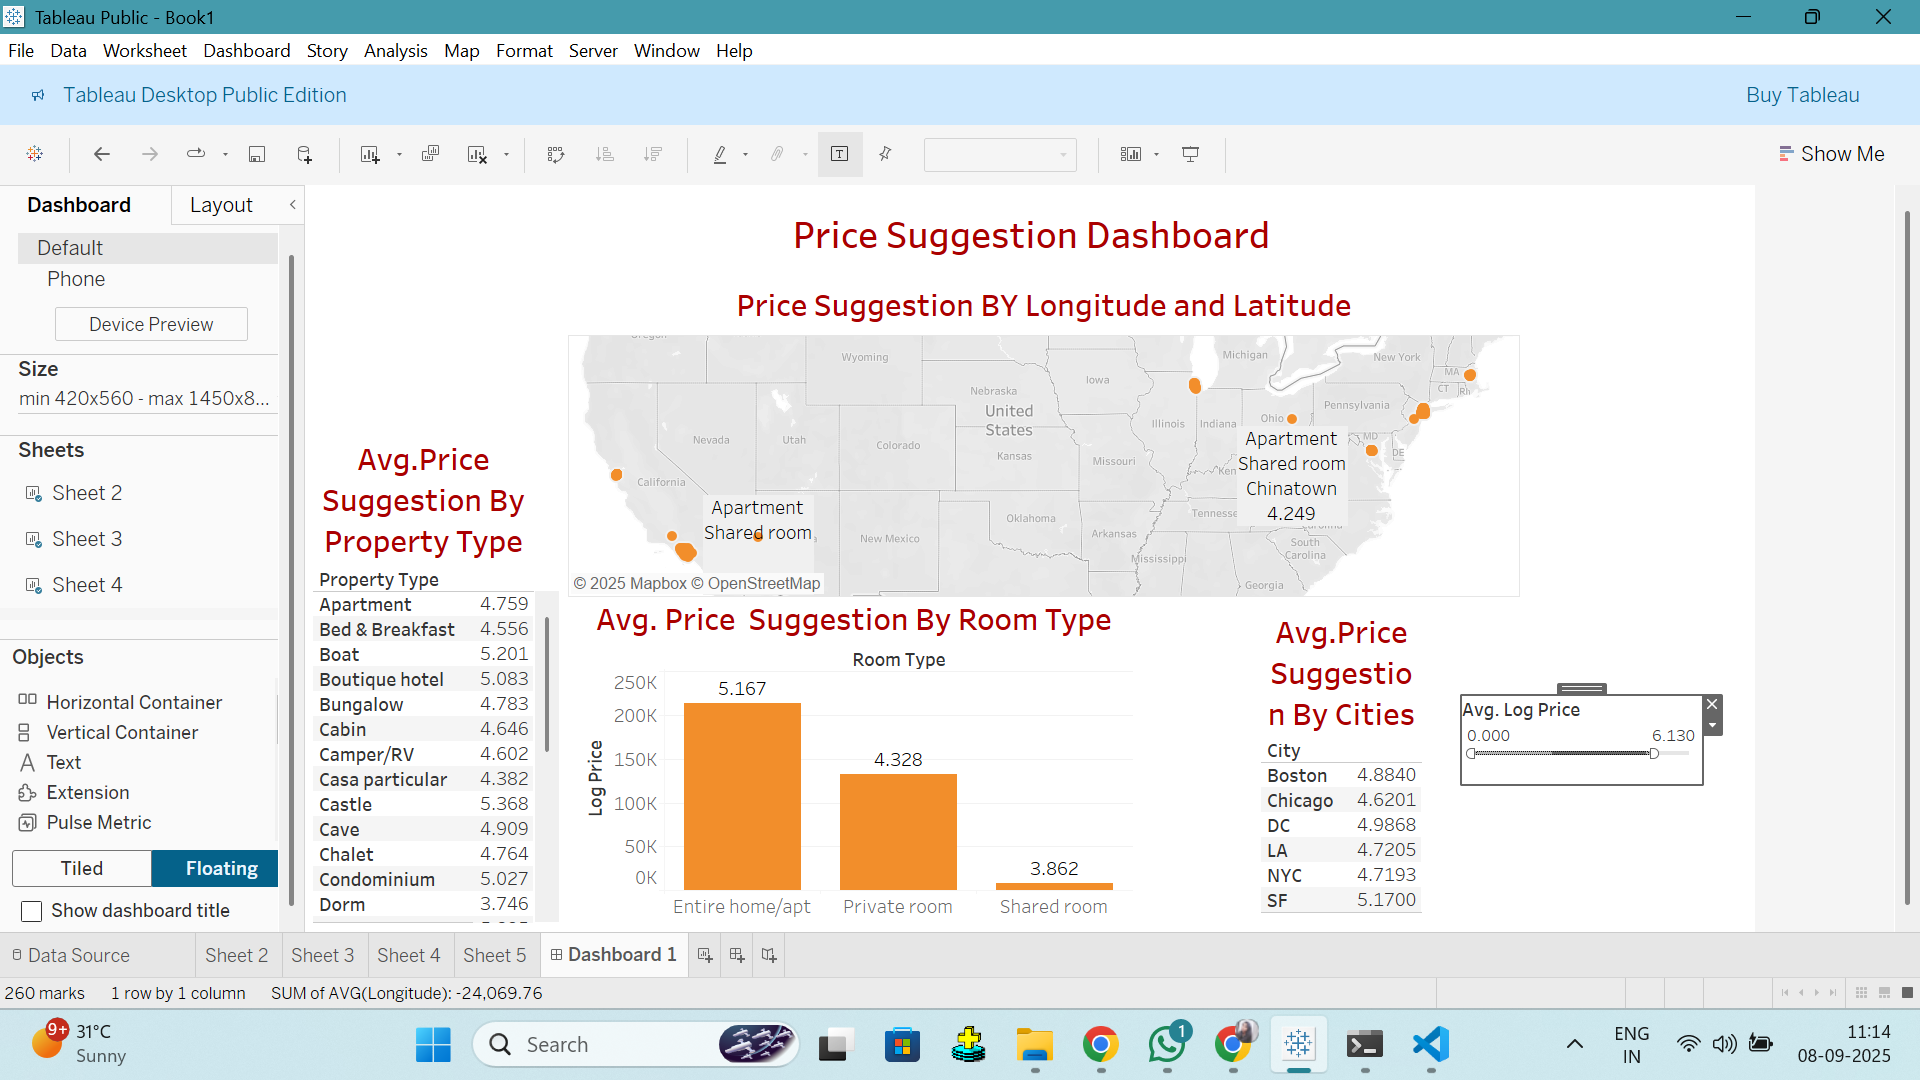 Tableau Public - Book1
File Data Worksheet Dashboard Story Analysis Map Format Server Window Help
Tableau Desktop Public Edition
Buy Tableau
Show Me
Dashboard
Layout
Default
Phone
Device Preview
Size
min 420x560 - max 1450x8...
Sheets
Sheet 2
Sheet 3
Sheet 4
Objects
Horizontal Container
Vertical Container
Text
Extension
Pulse Metric
Tiled
Floating
Show dashboard title
Price Suggestion Dashboard
Price Suggestion BY Longitude and Latitude
Wyoming
Michigan
New York
Iowa
Nebraska
MA
CT
Pennsylvania
United
States
Illinois
Indiana
Ohio
Nevada
Utah
Colorado
Kansas
Missouri
MD
DE
California
Apartment
Shared room
Chinatown
4.249
Apartment
Shared room
Oklahoma
New Mexico
Arkansas
Mississippi
South
Carolina
Georgia
© 2025 Mapbox © OpenStreetMap
Avg.Price
Suggestion By
Property Type
Property Type
Apartment 4.759
Bed & Breakfast 4.556
Boat 5.201
Boutique hotel 5.083
Bungalow 4.783
Cabin 4.646
Camper/RV 4.602
Casa particular 4.382
Castle 5.368
Cave 4.909
Chalet 4.764
Condominium 5.027
Dorm 3.746
Avg. Price  Suggestion By Room Type
Room Type
Log Price
250K
200K
150K
100K
50K
0K
5.167
4.328
3.862
Entire home/apt
Private room
Shared room
Avg.Price
Suggestio
n By Cities
City
Boston 4.8840
Chicago 4.6201
DC 4.9868
LA 4.7205
NYC 4.7193
SF 5.1700
Avg. Log Price
0.000 6.130
Data Source
Sheet 2
Sheet 3
Sheet 4
Sheet 5
Dashboard 1
260 marks 1 row by 1 column SUM of AVG(Longitude): -24,069.76
9+
31°C
Sunny
Search
1
ENG
IN
11:14
08-09-2025